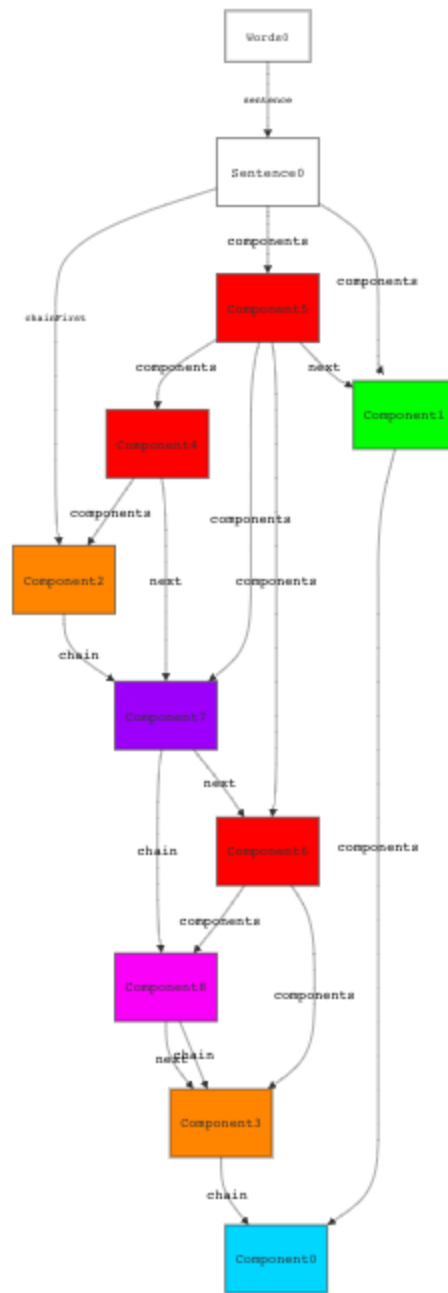 Words0
sentence
Sentence0
components
components
chainFirst
Component5
components
next
Component1
Component4
components
components
components
next
Component2
chain
Component7
next
chain
Component6
components
components
Component8
components
next
chain
Component3
chain
Component0